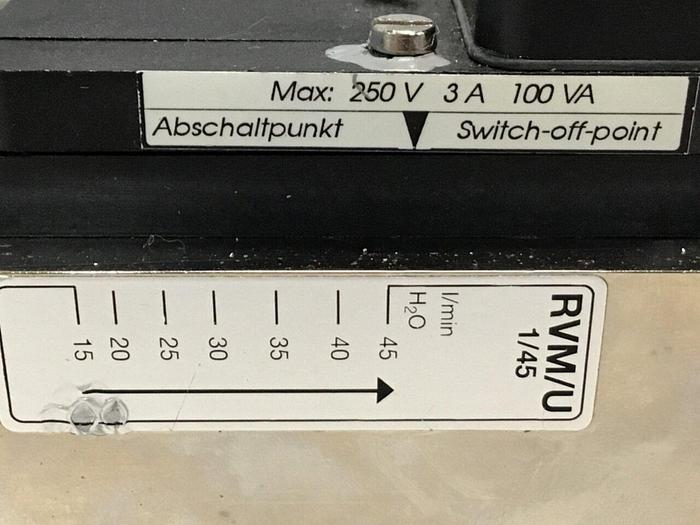 Max: 250 V 3 A 100 VA
Abschaltpunkt Switch-off-point
RVM/U
1/45
l/min
H₂O
15 20 25 30 35 40 45